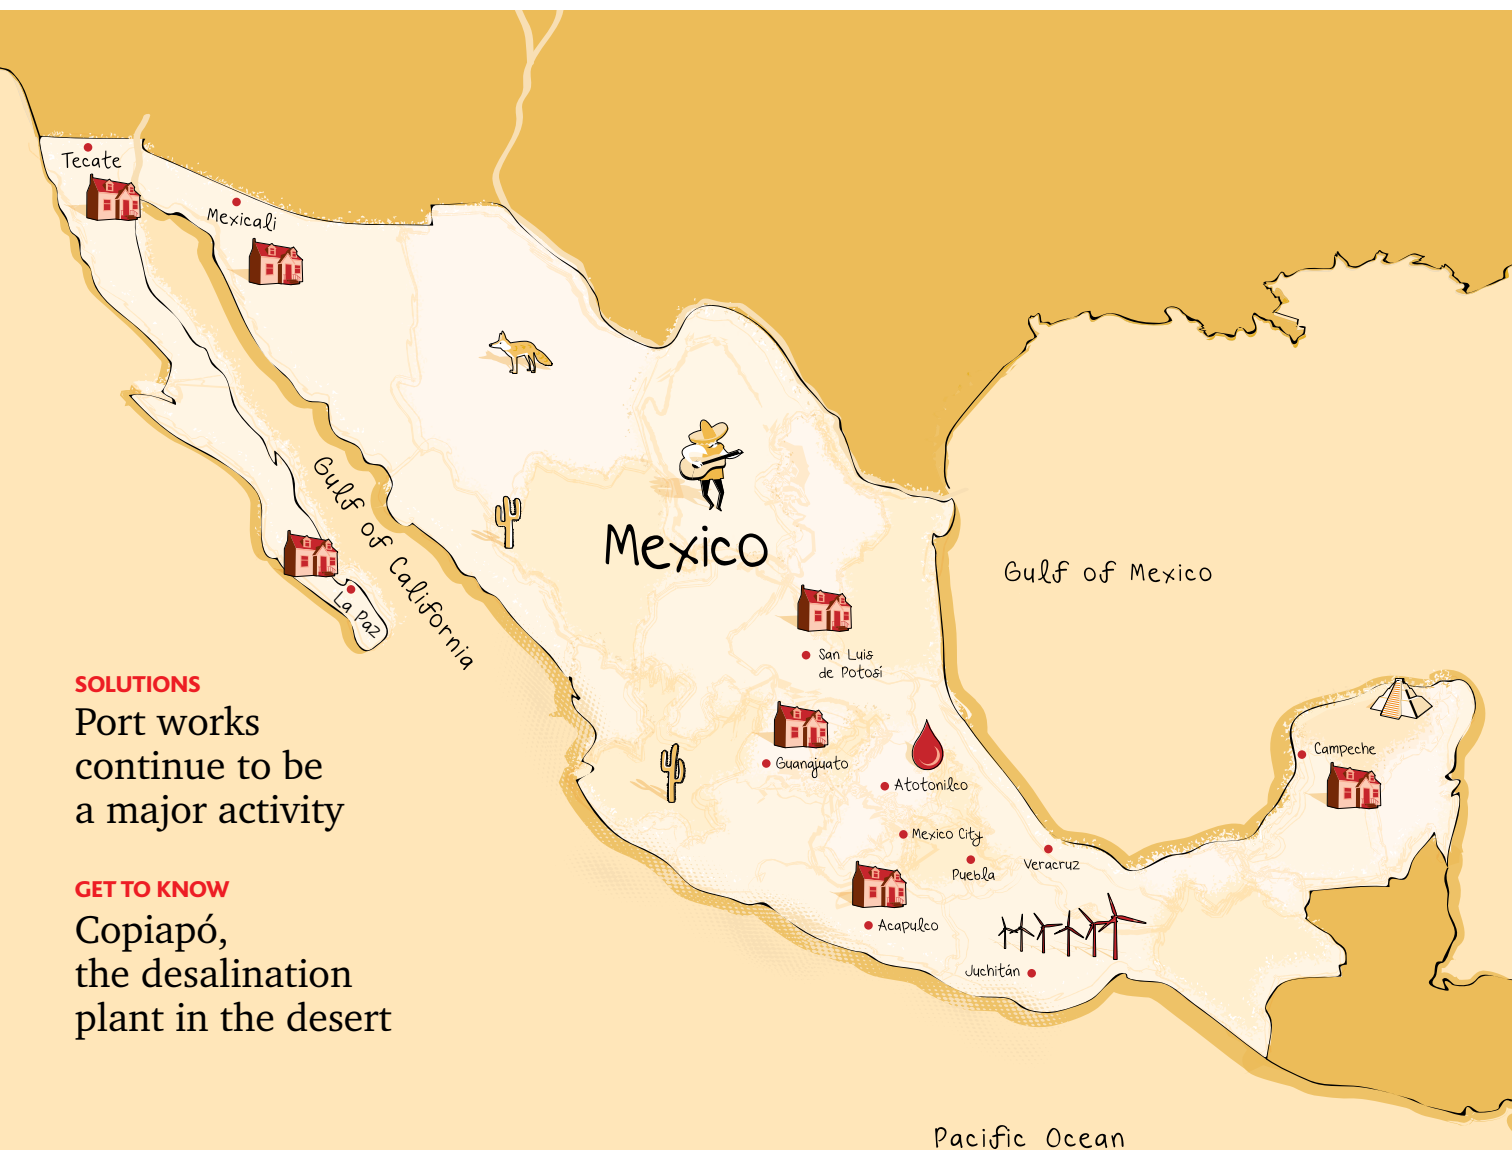 Tecate
Mexicali
Gulf of California
Mexico
Gulf of Mexico
La Paz
San Luis
de Potosí
Guanajuato
Atotonilco
Campeche
Mexico City
Puebla
Veracruz
Acapulco
Juchitán
Pacific Ocean
SOLUTIONS
Port works
continue to be
a major activity
GET TO KNOW
Copiapó,
the desalination
plant in the desert